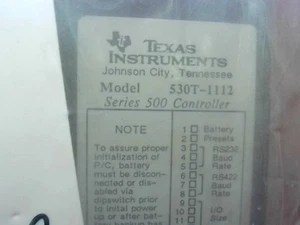 TEXAS
INSTRUMENTS
Johnson City, Tennessee
Model 530T-1112
Series 500 Controller
NOTE
To assure proper
initialization of
P/C, battery
must be discon-
nected or dis-
abled via
dipswitch prior
to inital power
up or after bat-
1 Battery
2 Presets
3 RS232
4 Baud
5 Rate
6 RS422
7 Baud
8 Rate
9
10 I/O
11 Size